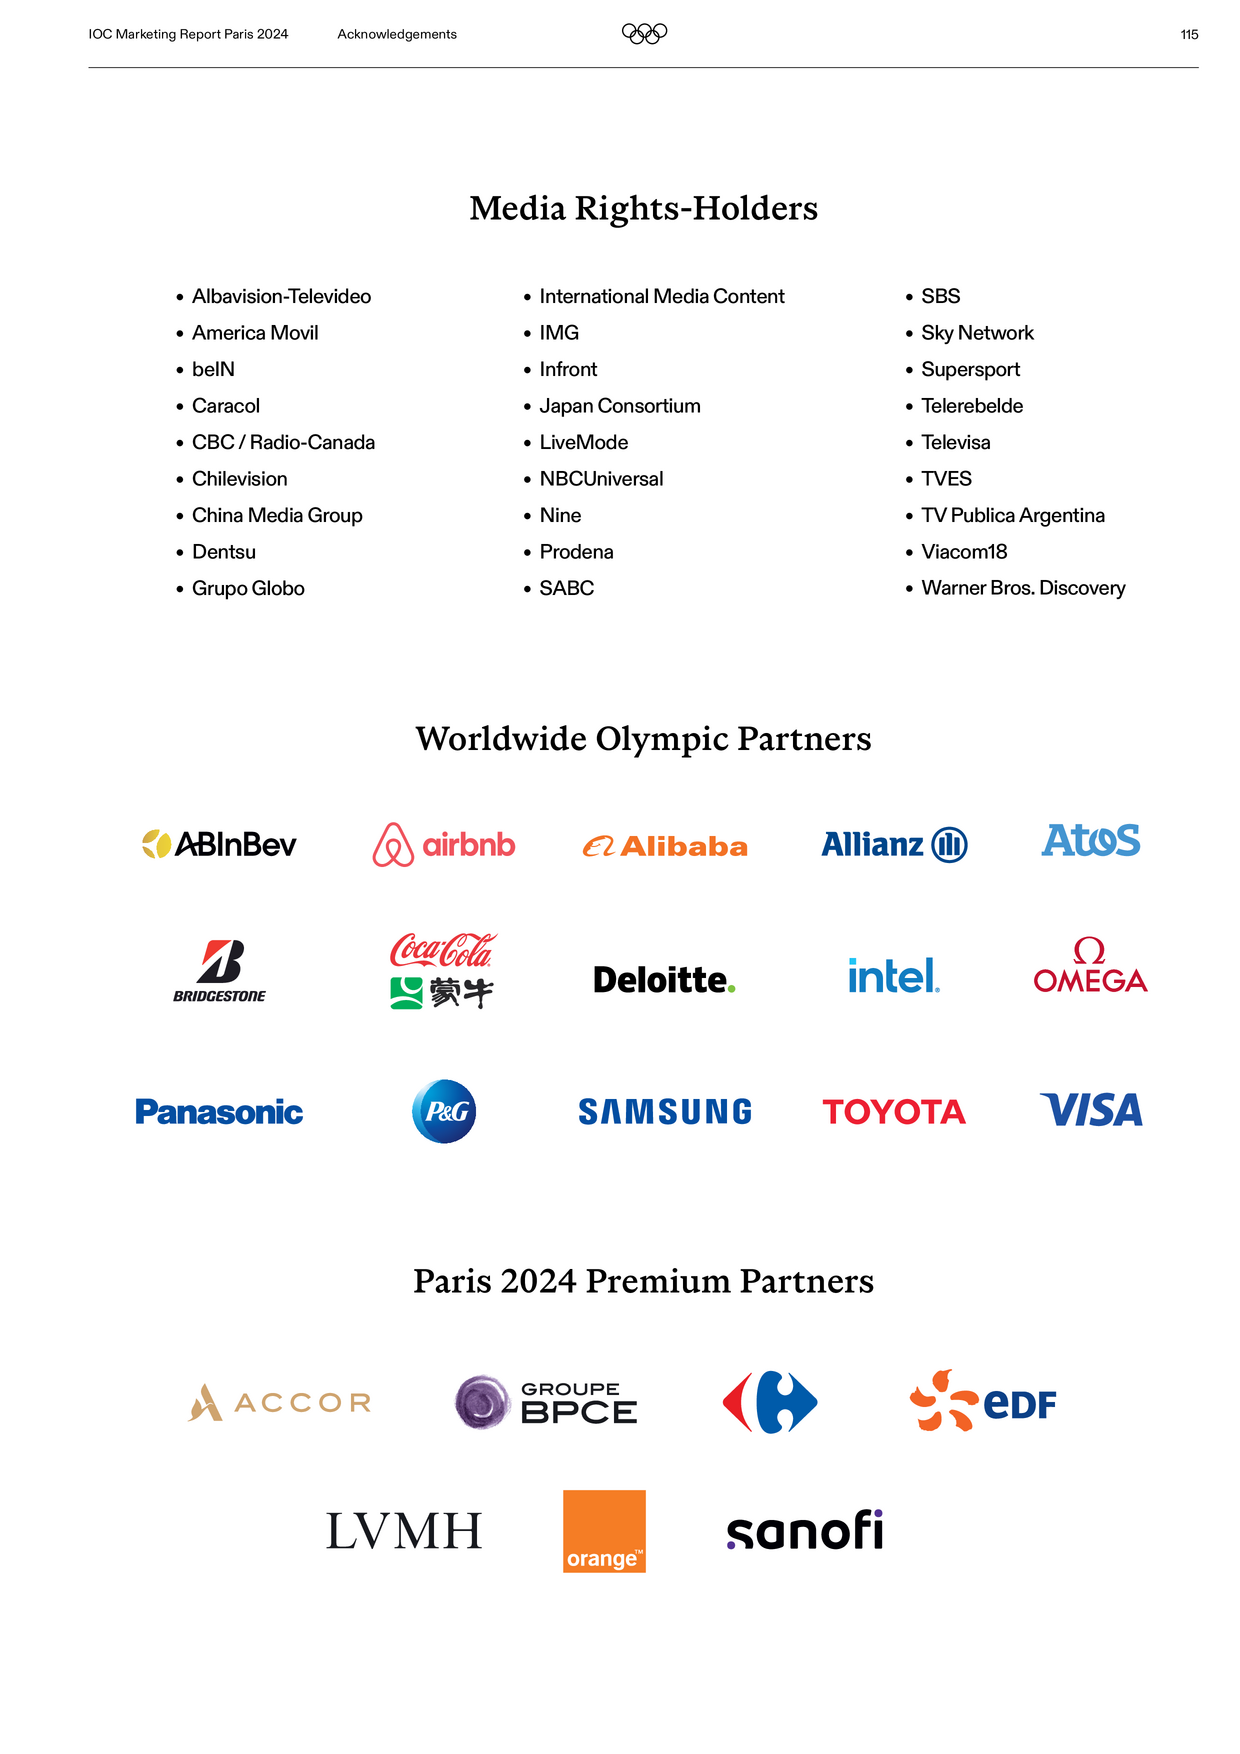 IOC Marketing Report Paris 2024 Acknowledgements 115
Media Rights-Holders
• Albavision-Televideo
• America Movil
• beIN
• Caracol
• CBC / Radio-Canada
• Chilevision
• China Media Group
• Dentsu
• Grupo Globo
• International Media Content
• IMG
• Infront
• Japan Consortium
• LiveMode
• NBCUniversal
• Nine
• Prodena
• SABC
• SBS
• Sky Network
• Supersport
• Telerebelde
• Televisa
• TVES
• TV Publica Argentina
• Viacom18
• Warner Bros. Discovery
Worldwide Olympic Partners
ABInBev airbnb Alibaba Allianz Atos
BRIDGESTONE Coca-Cola 蒙牛 Deloitte. intel® Ω OMEGA
Panasonic P&G SAMSUNG TOYOTA VISA
Paris 2024 Premium Partners
ACCOR GROUPE BPCE eDF
LVMH orange™ sanofi